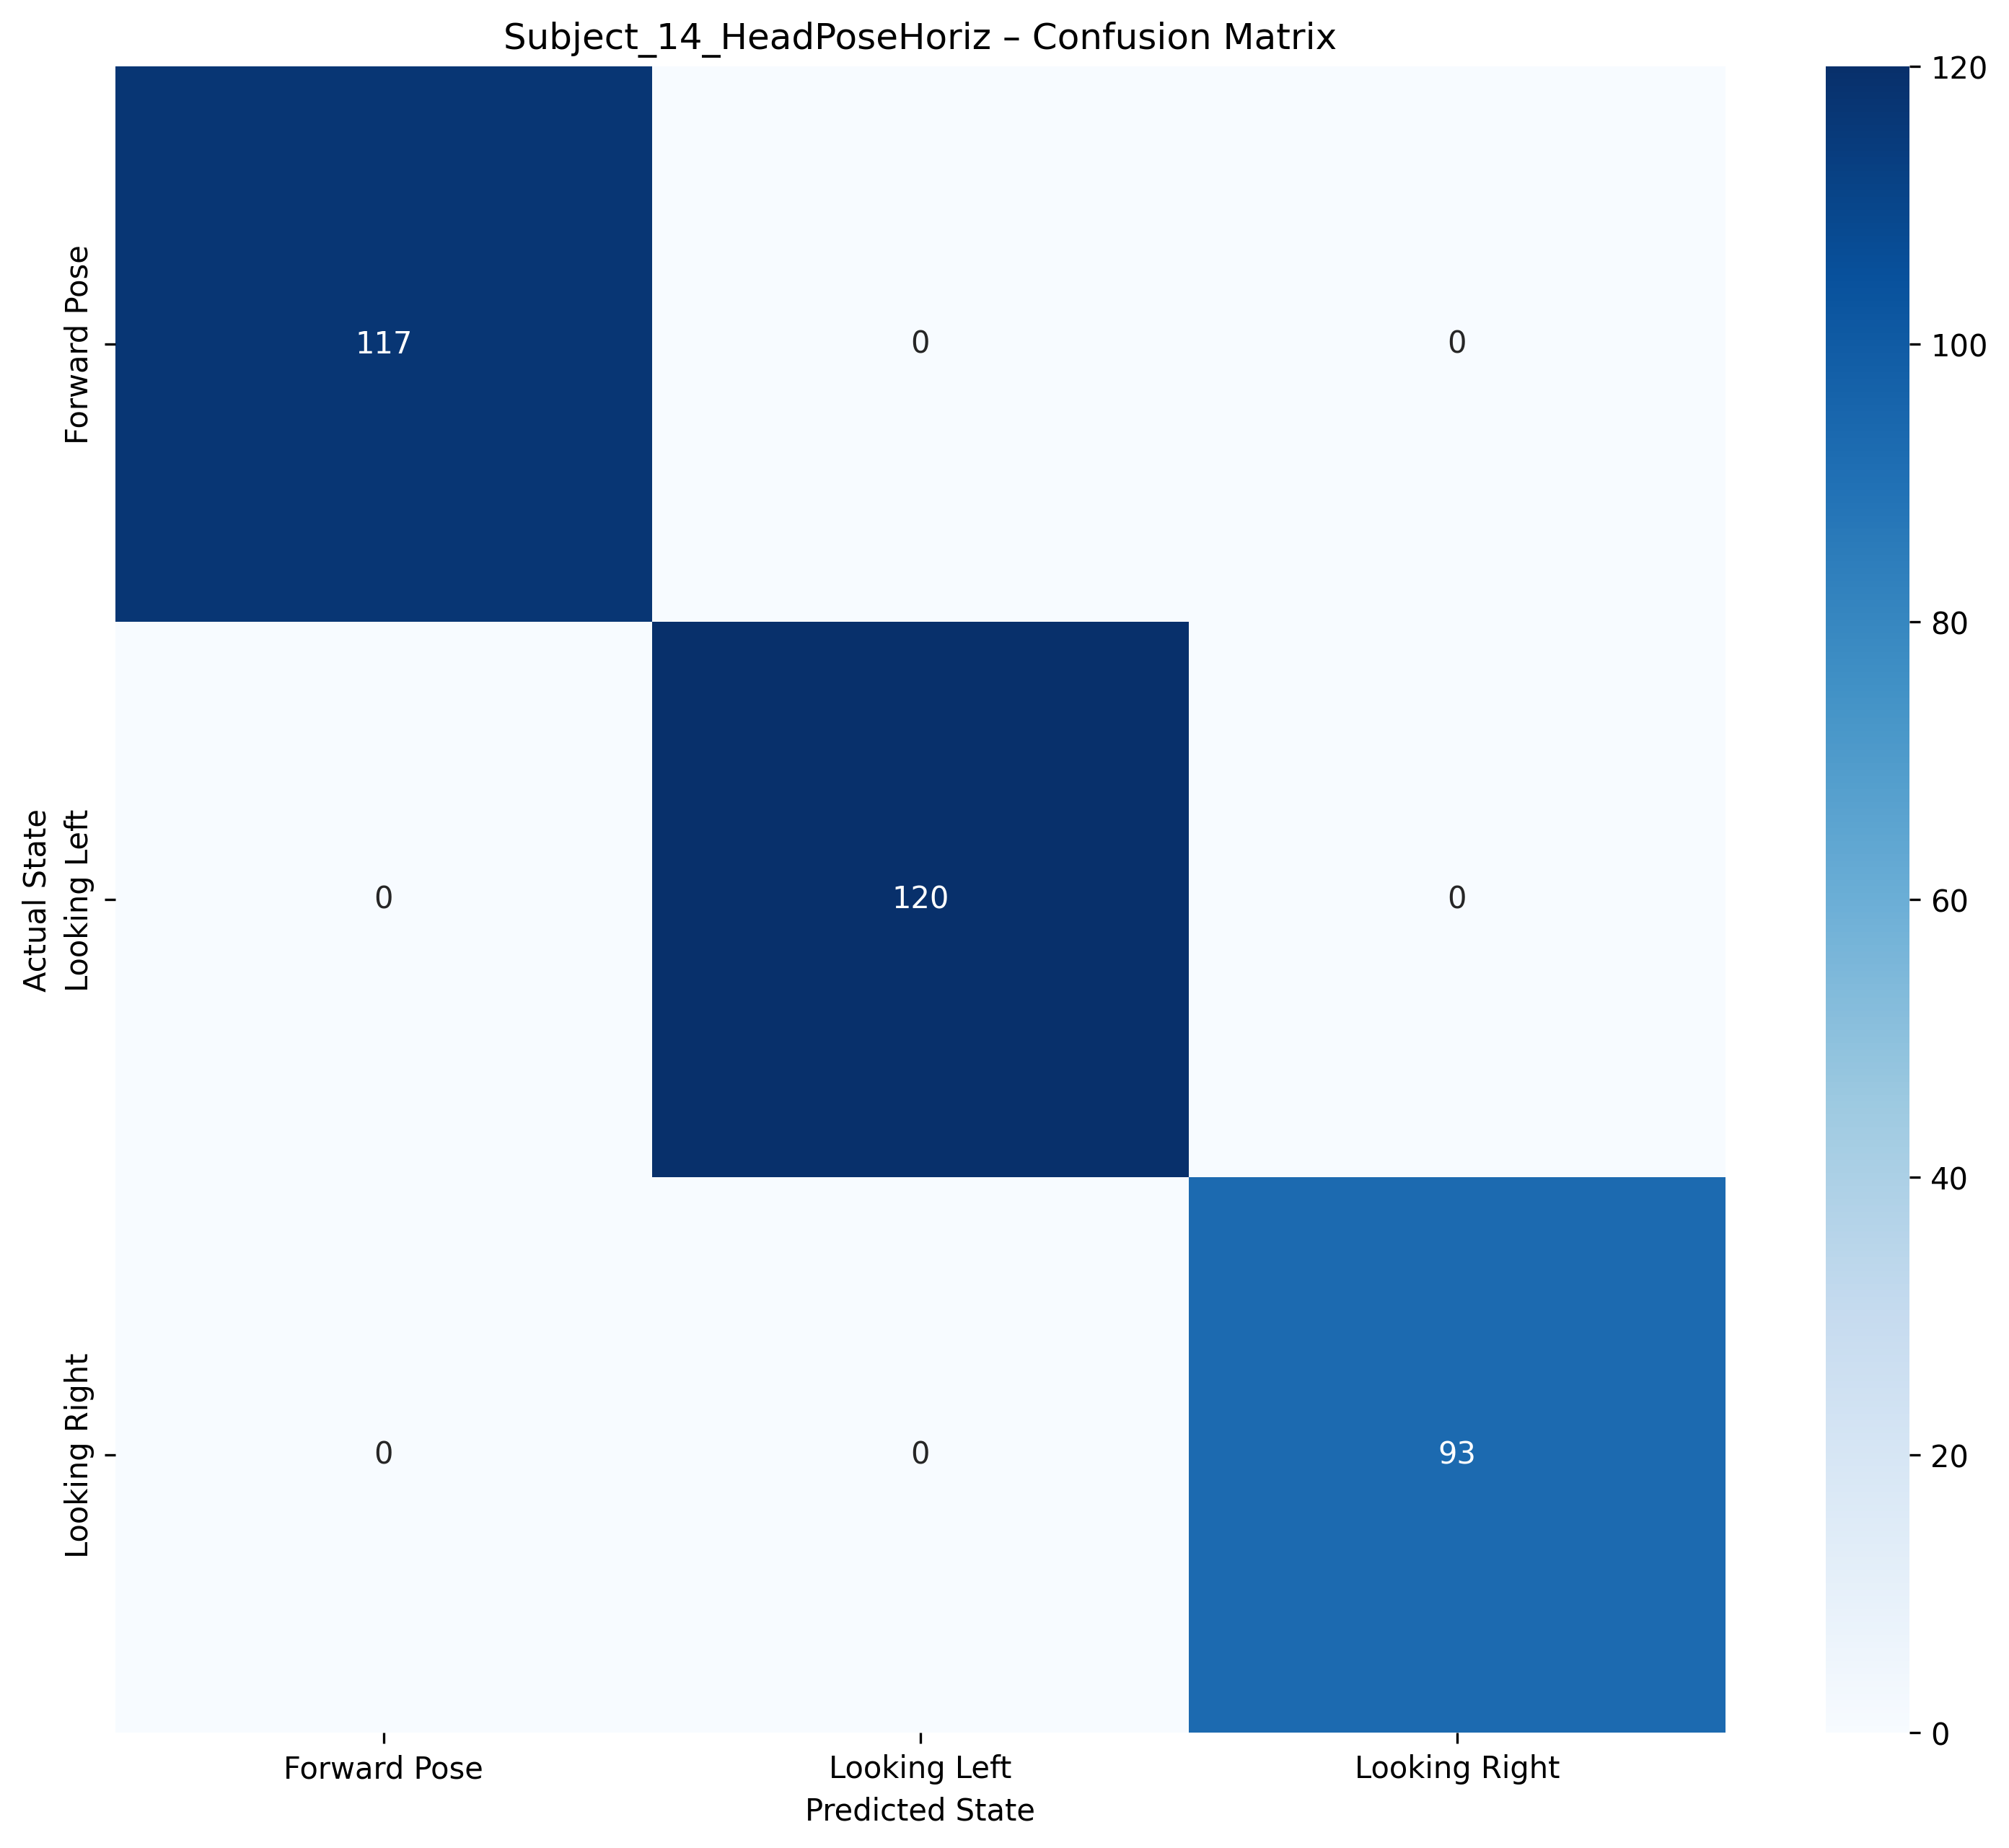 Subject_14_HeadPoseHoriz – Confusion Matrix
Actual State
Forward Pose
Looking Left
Looking Right
117
0
0
0
120
0
0
0
93
Forward Pose
Looking Left
Looking Right
Predicted State
120
100
80
60
40
20
0